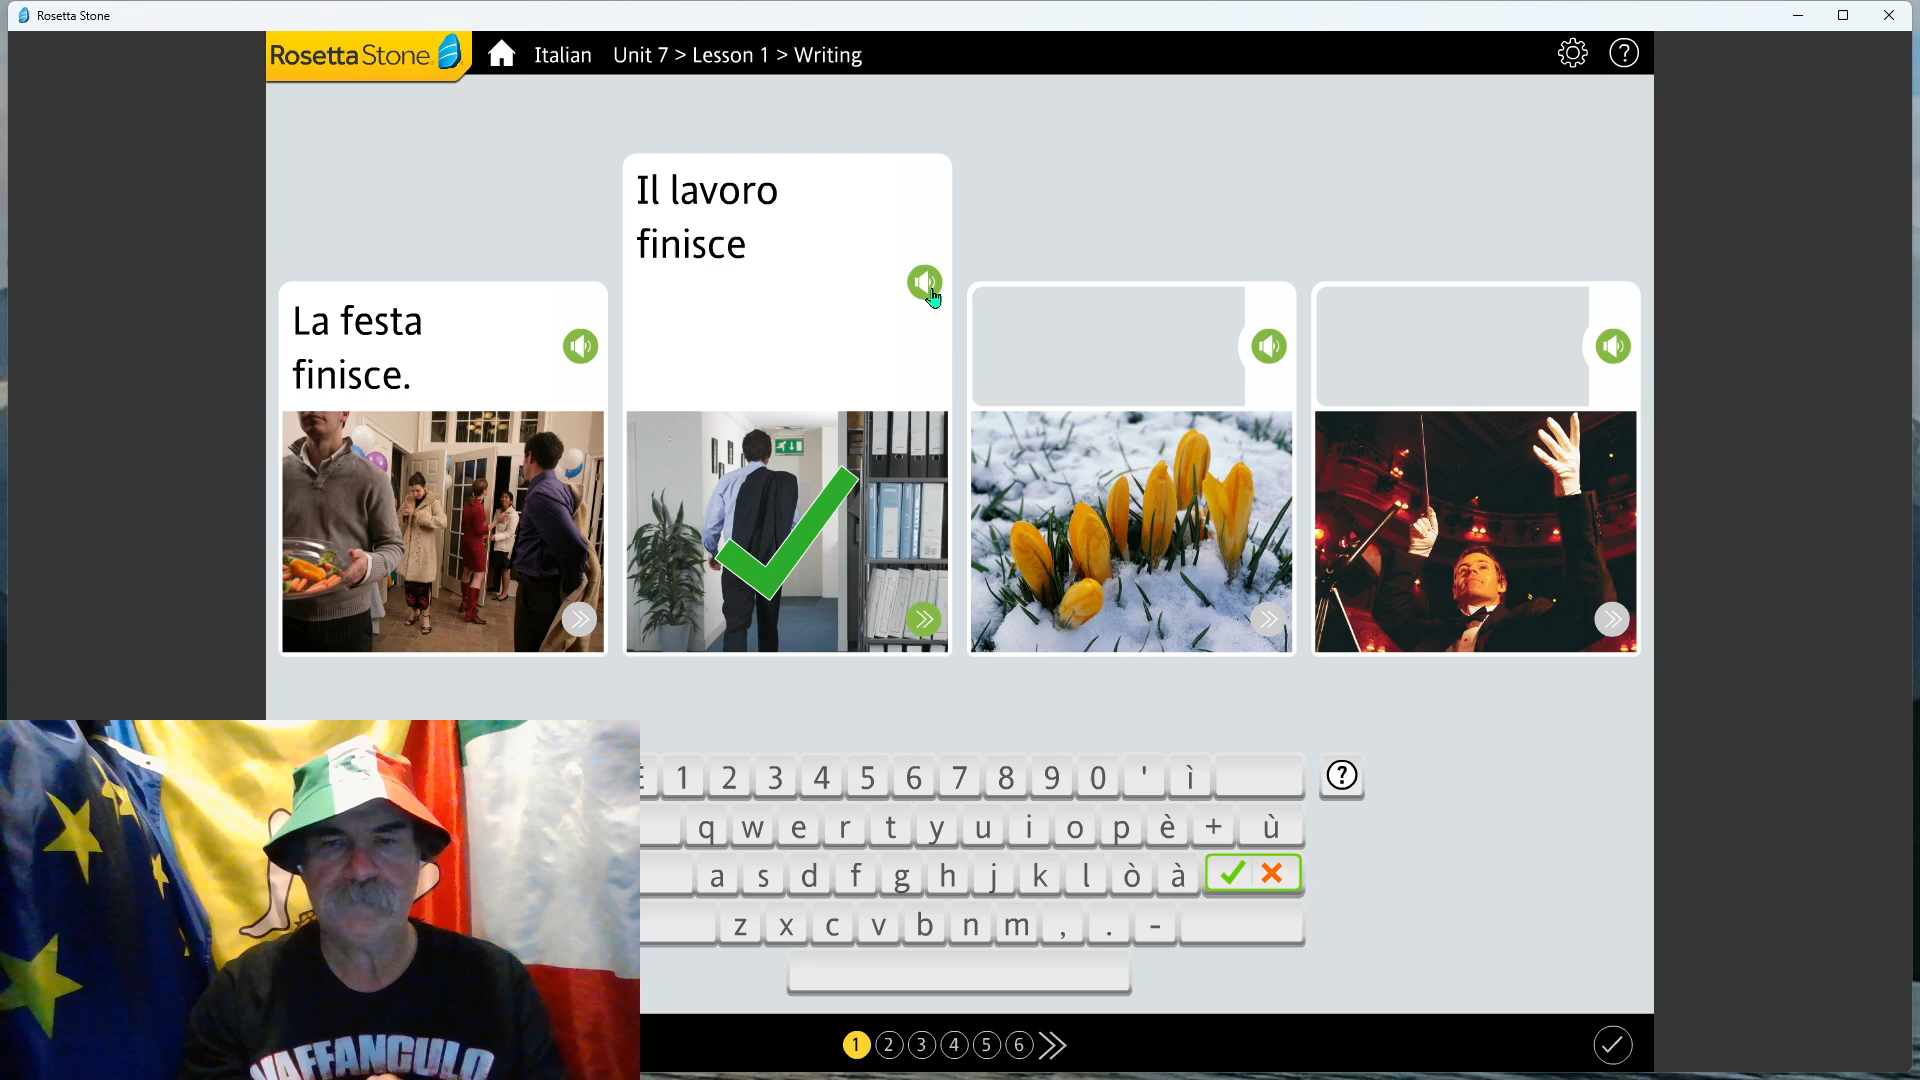 Rosetta Stone
RosettaStone
Italian Unit 7 > Lesson 1 > Writing
?
Il lavoro
finisce
La festa
finisce.
1 2 3 4 5 6 7 8 9 0 ' ì
?
q w e r t y u i o p è + ù
a s d f g h j k l ò à
z x c v b n m , . -
VAFFANCULO
1 2 3 4 5 6